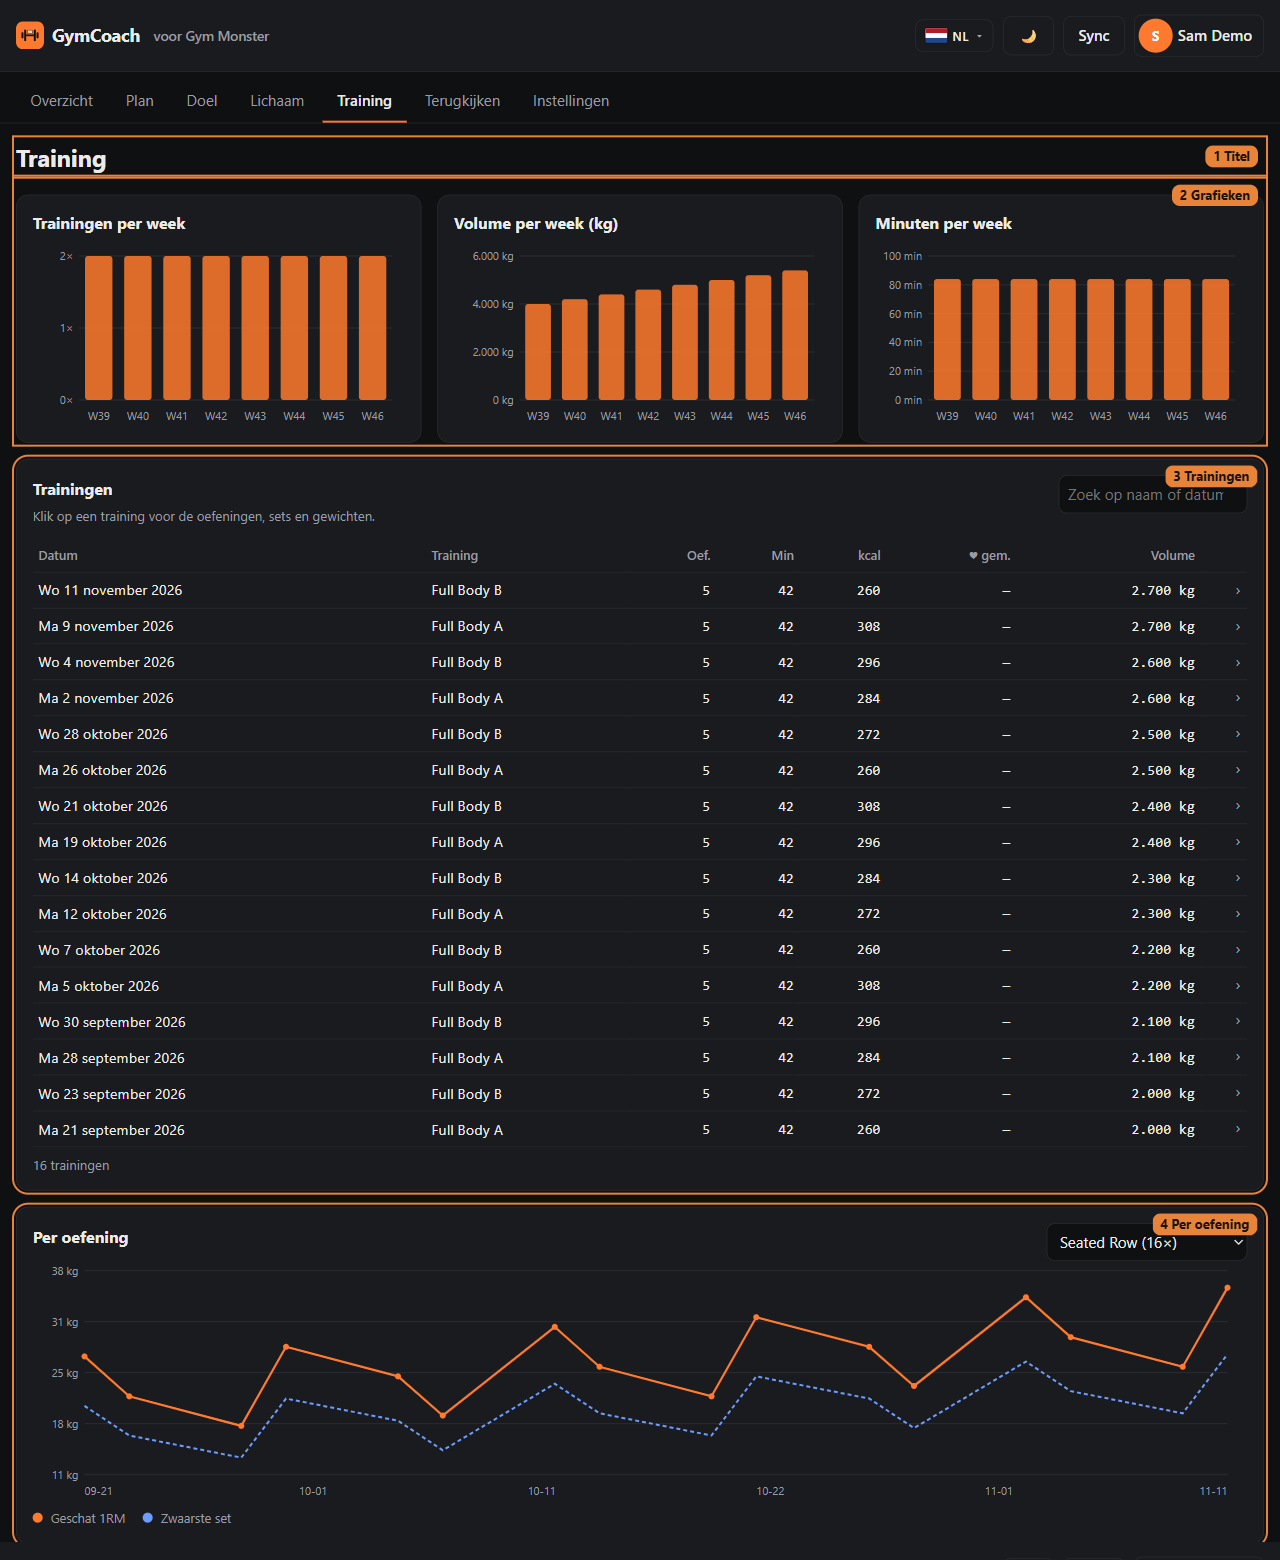 GymCoach voor Gym Monster NL Sync S Sam Demo
Overzicht Plan Doel Lichaam Training Terugkijken Instellingen
Training 1 Titel
2 Grafieken
Trainingen per week
2×
1×
0×
W39 W40 W41 W42 W43 W44 W45 W46
Volume per week (kg)
6.000 kg
4.000 kg
2.000 kg
0 kg
W39 W40 W41 W42 W43 W44 W45 W46
Minuten per week
100 min
80 min
60 min
40 min
20 min
0 min
W39 W40 W41 W42 W43 W44 W45 W46
3 Trainingen
Trainingen
Zoek op naam of datum
Klik op een training voor de oefeningen, sets en gewichten.
Datum Training Oef. Min kcal ♥ gem. Volume
Wo 11 november 2026 Full Body B 5 42 260 – 2.700 kg ›
Ma 9 november 2026 Full Body A 5 42 308 – 2.700 kg ›
Wo 4 november 2026 Full Body B 5 42 296 – 2.600 kg ›
Ma 2 november 2026 Full Body A 5 42 284 – 2.600 kg ›
Wo 28 oktober 2026 Full Body B 5 42 272 – 2.500 kg ›
Ma 26 oktober 2026 Full Body A 5 42 260 – 2.500 kg ›
Wo 21 oktober 2026 Full Body B 5 42 308 – 2.400 kg ›
Ma 19 oktober 2026 Full Body A 5 42 296 – 2.400 kg ›
Wo 14 oktober 2026 Full Body B 5 42 284 – 2.300 kg ›
Ma 12 oktober 2026 Full Body A 5 42 272 – 2.300 kg ›
Wo 7 oktober 2026 Full Body B 5 42 260 – 2.200 kg ›
Ma 5 oktober 2026 Full Body A 5 42 308 – 2.200 kg ›
Wo 30 september 2026 Full Body B 5 42 296 – 2.100 kg ›
Ma 28 september 2026 Full Body A 5 42 284 – 2.100 kg ›
Wo 23 september 2026 Full Body B 5 42 272 – 2.000 kg ›
Ma 21 september 2026 Full Body A 5 42 260 – 2.000 kg ›
16 trainingen
4 Per oefening
Per oefening
Seated Row (16×)
38 kg
31 kg
25 kg
18 kg
11 kg
09-21 10-01 10-11 10-22 11-01 11-11
Geschat 1RM Zwaarste set